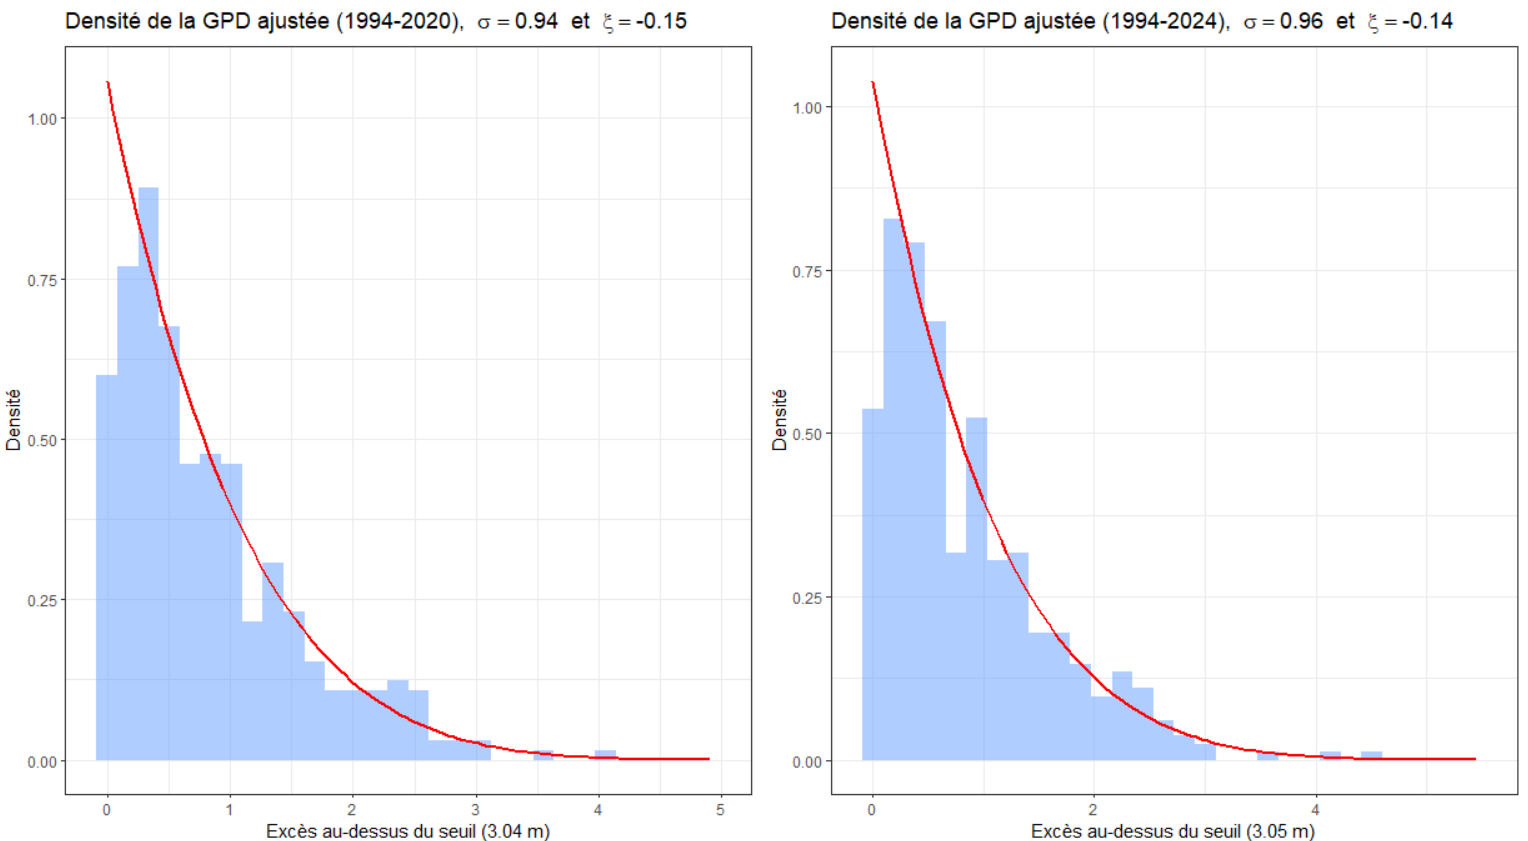 Densité de la GPD ajustée (1994-2020), σ = 0.94 et ξ = -0.15
1.00
0.75
0.50
0.25
0.00
Densité
0 1 2 3 4 5
Excès au-dessus du seuil (3.04 m)
Densité de la GPD ajustée (1994-2024), σ = 0.96 et ξ = -0.14
1.00
0.75
0.50
0.25
0.00
Densité
0 2 4
Excès au-dessus du seuil (3.05 m)